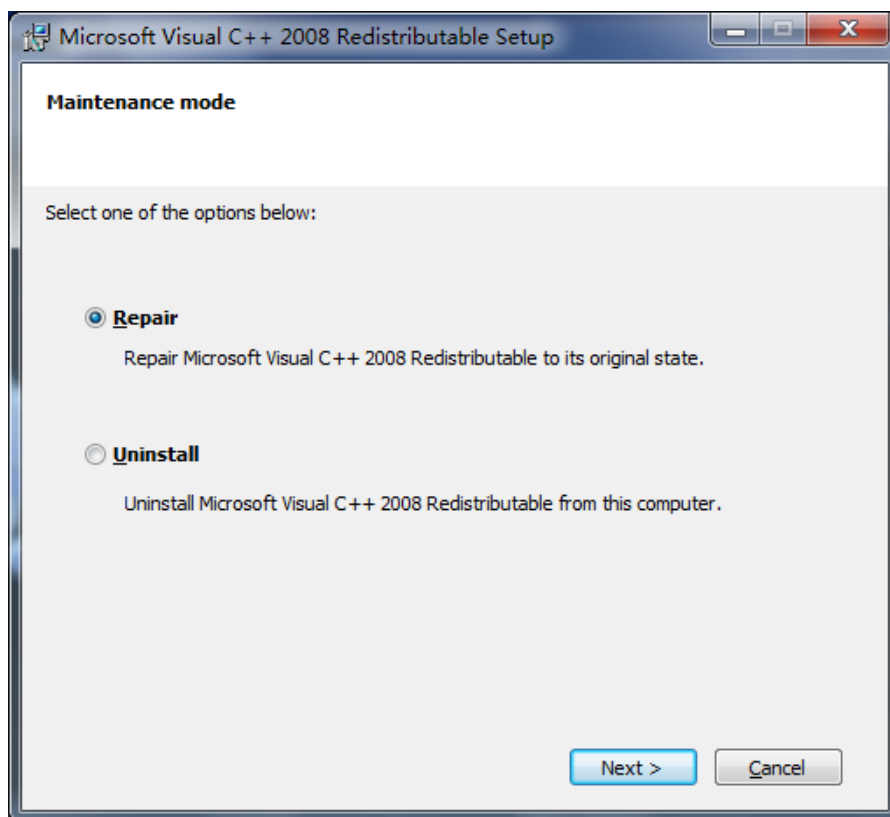 Microsoft Visual C++ 2008 Redistributable Setup
Maintenance mode
Select one of the options below:
Repair
Repair Microsoft Visual C++ 2008 Redistributable to its original state.
Uninstall
Uninstall Microsoft Visual C++ 2008 Redistributable from this computer.
Next >
Cancel